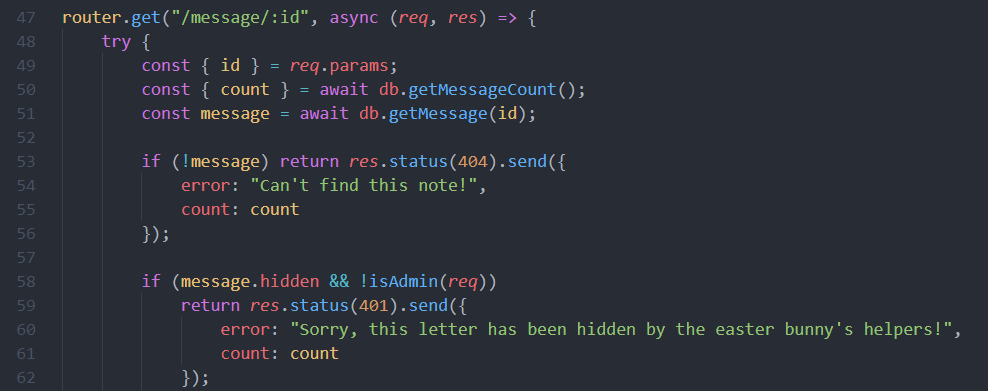 47 router.get("/message/:id", async (req, res) => {
48     try {
49         const { id } = req.params;
50         const { count } = await db.getMessageCount();
51         const message = await db.getMessage(id);
52
53         if (!message) return res.status(404).send({
54             error: "Can't find this note!",
55             count: count
56         });
57
58         if (message.hidden && !isAdmin(req))
59             return res.status(401).send({
60                 error: "Sorry, this letter has been hidden by the easter bunny's helpers!",
61                 count: count
62             });